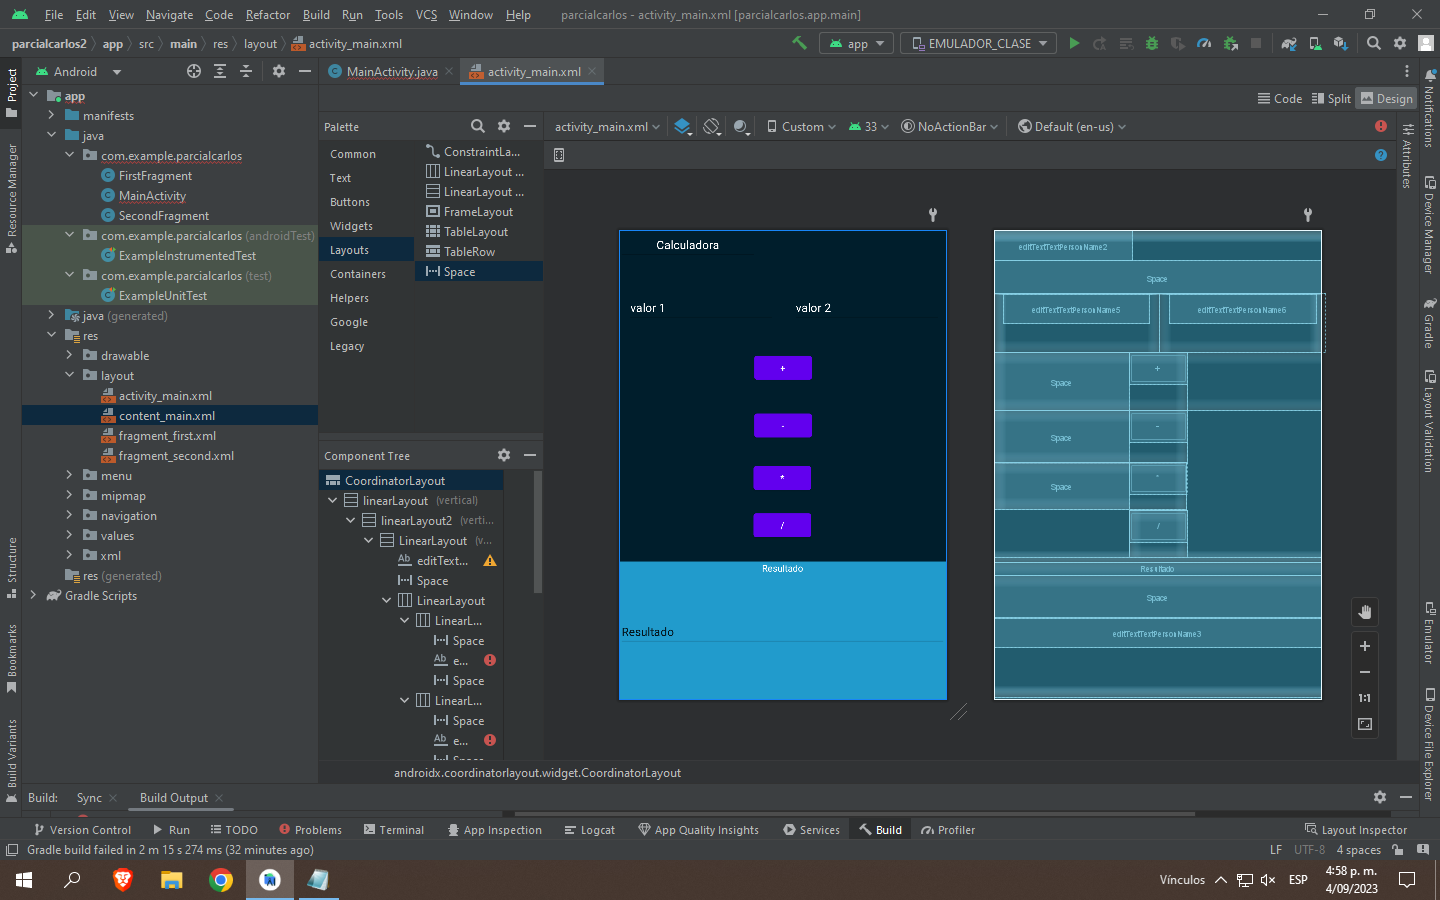 File Edit View Navigate Code Refactor Build Run Tools VCS Window Help parcialcarlos - activity_main.xml [parcialcarlos.app.main]
parcialcarlos2 app src main res layout activity_main.xml app EMULADOR_CLASE
Android MainActivity.java activity_main.xml
Code Split Design
Project
Resource Manager
Structure
Bookmarks
Build Variants
app
manifests
java
com.example.parcialcarlos
FirstFragment
MainActivity
SecondFragment
com.example.parcialcarlos (androidTest)
ExampleInstrumentedTest
com.example.parcialcarlos (test)
ExampleUnitTest
java (generated)
res
drawable
layout
activity_main.xml
content_main.xml
fragment_first.xml
fragment_second.xml
menu
mipmap
navigation
values
xml
res (generated)
Gradle Scripts
Palette
Common
Text
Buttons
Widgets
Layouts
Containers
Helpers
Google
Legacy
ConstraintLa...
LinearLayout ...
LinearLayout ...
FrameLayout
TableLayout
TableRow
Space
Component Tree
CoordinatorLayout
linearLayout (vertical)
linearLayout2 (verti...
LinearLayout (v...
Ab editText...
Space
LinearLayout
LinearL...
Space
Ab e...
Space
LinearL...
Space
Ab e...
activity_main.xml Custom 33 NoActionBar Default (en-us)
Calculadora
valor 1 valor 2
+
-
*
/
Resultado
Resultado
editTextTextPersonName2
Space
editTextTextPersonName5 editTextTextPersonName6
Space +
Space -
Space *
/
Resultado
Space
editTextTextPersonName3
1:1
Notifications
Attributes
Device Manager
Gradle
Layout Validation
Emulator
Device File Explorer
androidx.coordinatorlayout.widget.CoordinatorLayout
Build: Sync Build Output
Version Control Run TODO Problems Terminal App Inspection Logcat App Quality Insights Services Build Profiler Layout Inspector
Gradle build failed in 2 m 15 s 274 ms (32 minutes ago) LF UTF-8 4 spaces
Vínculos ESP 4:58 p. m.
4/09/2023